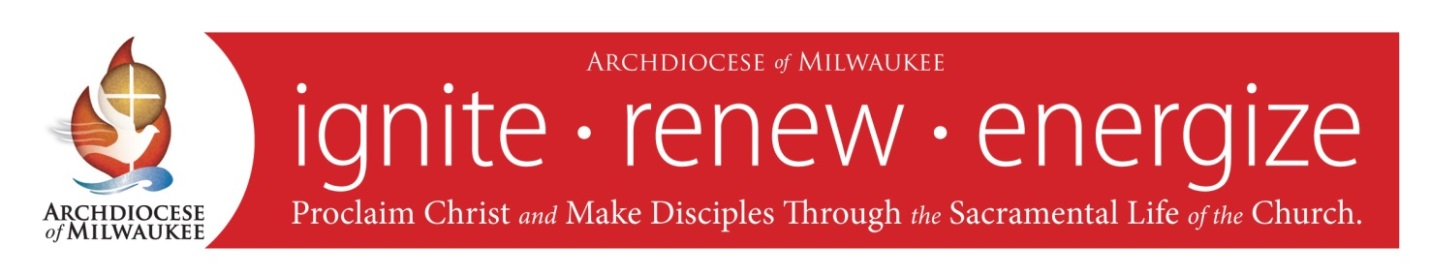 ARCHDIOCESE
of MILWAUKEE
ARCHDIOCESE of MILWAUKEE
ignite · renew · energize
Proclaim Christ and Make Disciples Through the Sacramental Life of the Church.